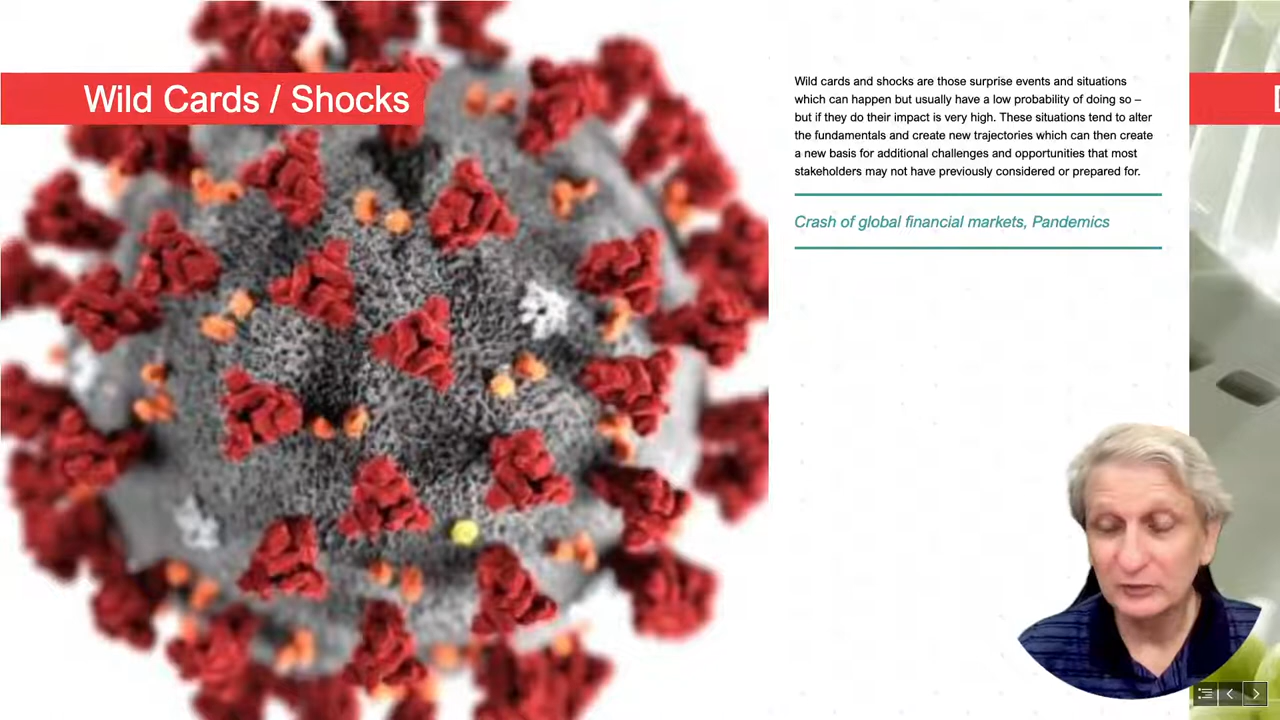 Wild Cards / Shocks
Wild cards and shocks are those surprise events and situations
which can happen but usually have a low probability of doing so –
but if they do their impact is very high. These situations tend to alter
the fundamentals and create new trajectories which can then create
a new basis for additional challenges and opportunities that most
stakeholders may not have previously considered or prepared for.
Crash of global financial markets, Pandemics